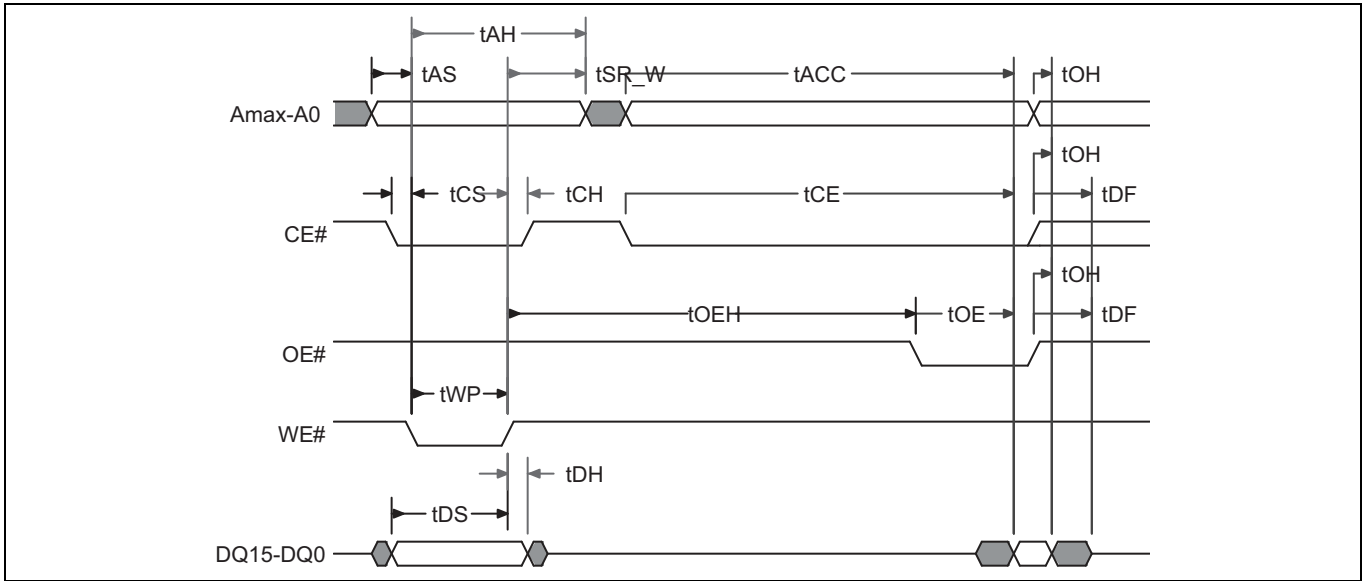 tAH
tAS tSR_W tACC tOH
Amax-A0
tOH
tCS tCH tCE tDF
CE#
tOH
tOEH tOE tDF
OE#
tWP
WE#
tDH
tDS
DQ15-DQ0